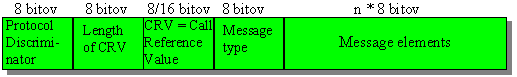 8 bitov 8 bitov 8/16 bitov 8 bitov n * 8 bitov
Protocol
Discrimi-
nator
Length
of CRV
CRV = Call
Reference
Value
Message
type
Message elements